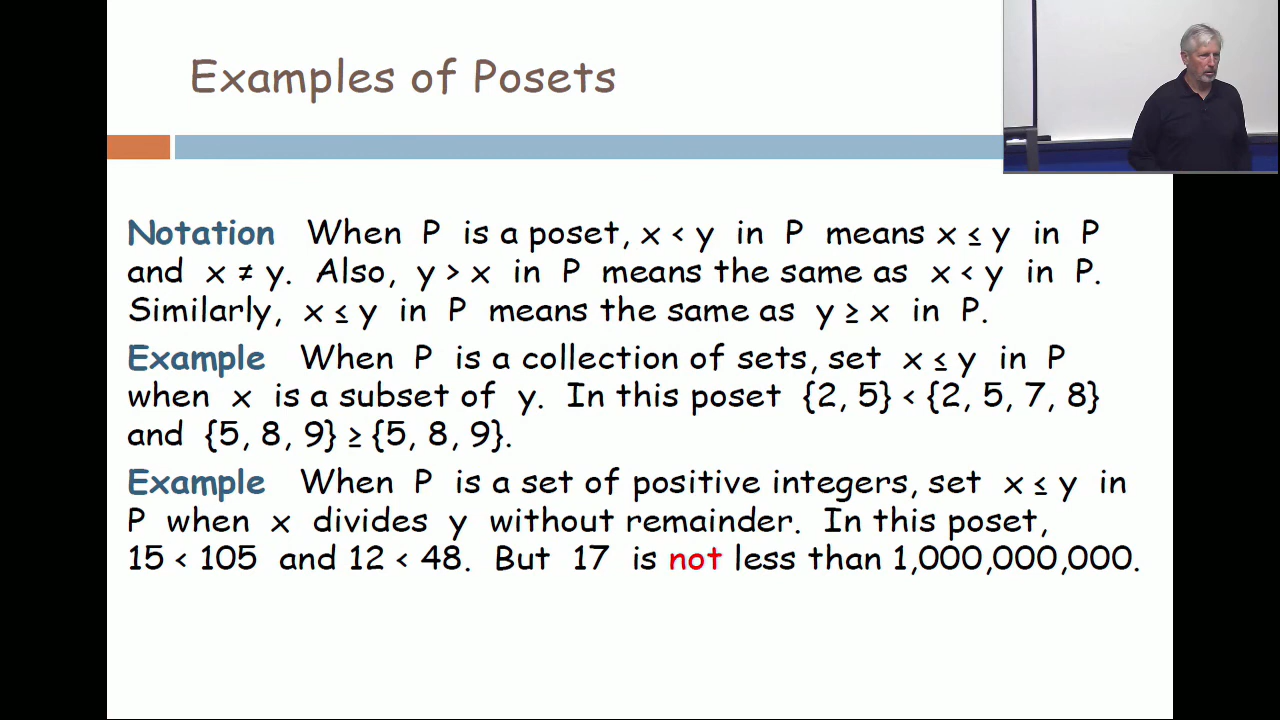 Examples of Posets
Notation When P is a poset, x < y in P means x ≤ y in P
and x ≠ y. Also, y > x in P means the same as x < y in P.
Similarly, x ≤ y in P means the same as y ≥ x in P.
Example When P is a collection of sets, set x ≤ y in P
when x is a subset of y. In this poset {2, 5} < {2, 5, 7, 8}
and {5, 8, 9} ≥ {5, 8, 9}.
Example When P is a set of positive integers, set x ≤ y in
P when x divides y without remainder. In this poset,
15 < 105 and 12 < 48. But 17 is not less than 1,000,000,000.